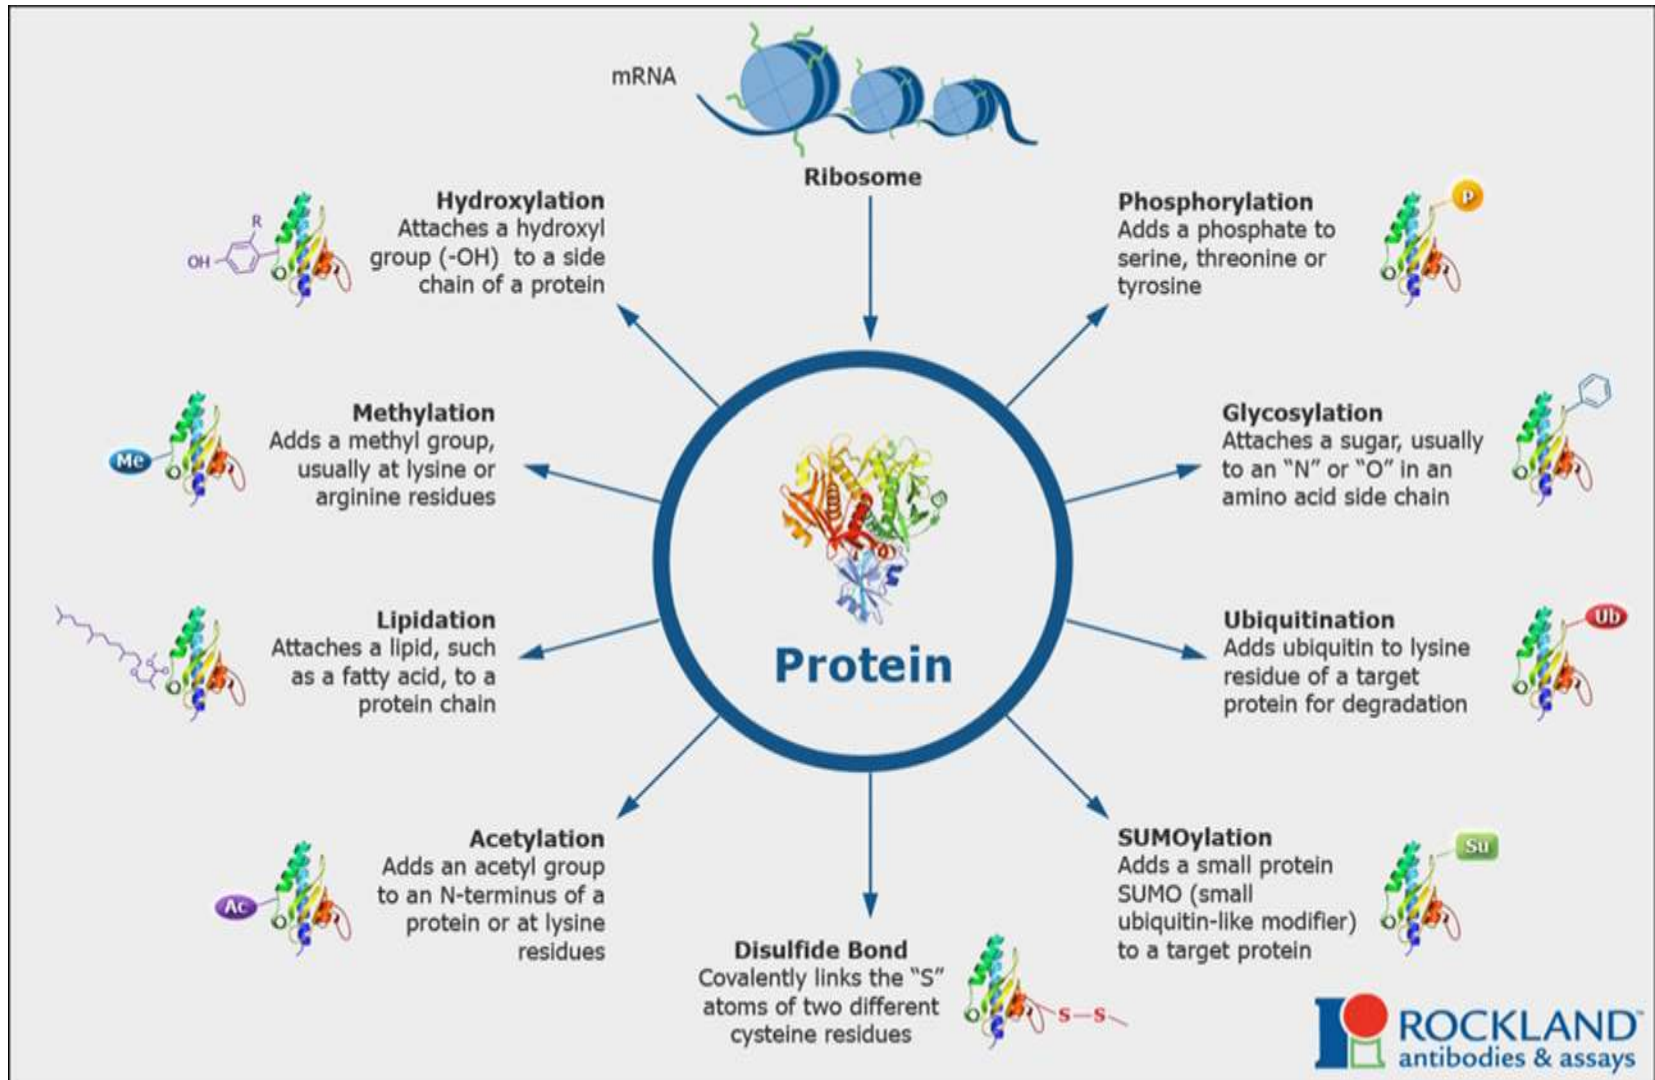 mRNA
Ribosome
Hydroxylation
Attaches a hydroxyl
group (-OH) to a side
chain of a protein
R
OH
Phosphorylation
Adds a phosphate to
serine, threonine or
tyrosine
P
Methylation
Adds a methyl group,
usually at lysine or
arginine residues
Me
Glycosylation
Attaches a sugar, usually
to an “N” or “O” in an
amino acid side chain
Lipidation
Attaches a lipid, such
as a fatty acid, to a
protein chain
Protein
Ubiquitination
Adds ubiquitin to lysine
residue of a target
protein for degradation
Ub
Acetylation
Adds an acetyl group
to an N-terminus of a
protein or at lysine
residues
Ac
Disulfide Bond
Covalently links the “S”
atoms of two different
cysteine residues
S–S
SUMOylation
Adds a small protein
SUMO (small
ubiquitin-like modifier)
to a target protein
Su
ROCKLAND™
antibodies & assays